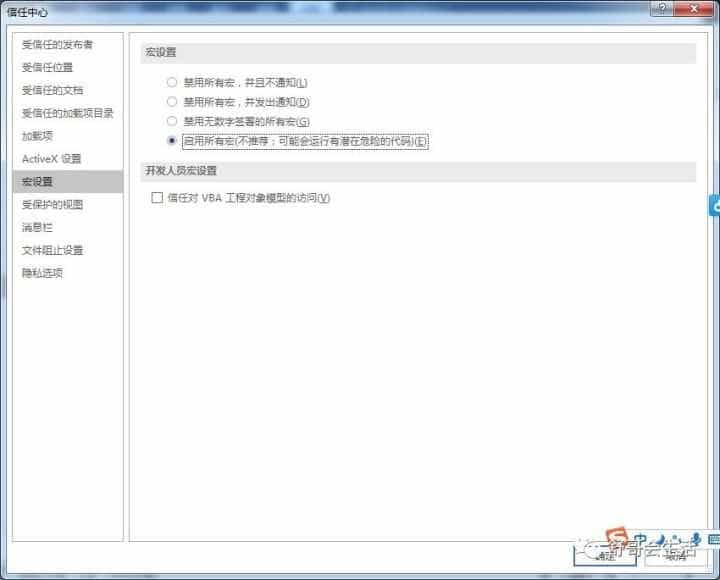 信任中心
受信任的发布者
受信任位置
受信任的文档
受信任的加载项目录
加载项
ActiveX 设置
宏设置
受保护的视图
消息栏
文件阻止设置
隐私选项
宏设置
禁用所有宏，并且不通知(L)
禁用所有宏，并发出通知(D)
禁用无数字签署的所有宏(G)
启用所有宏(不推荐；可能会运行有潜在危险的代码)(E)
开发人员宏设置
信任对 VBA 工程对象模型的访问(V)
中
舒哥会生活
确定
取消